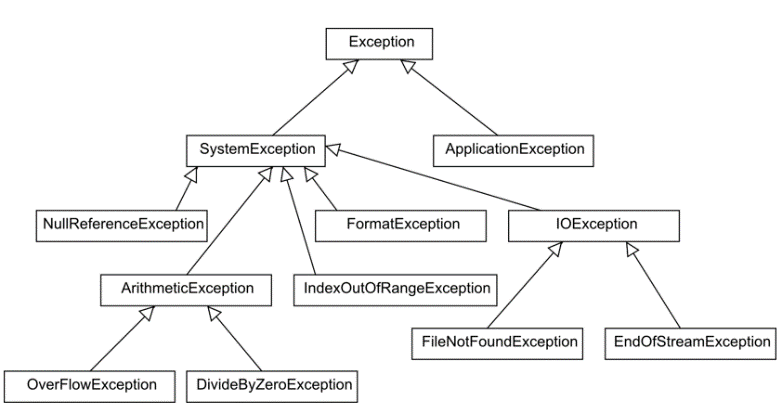 Exception
SystemException
ApplicationException
NullReferenceException
FormatException
IOException
ArithmeticException
IndexOutOfRangeException
FileNotFoundException
EndOfStreamException
OverFlowException
DivideByZeroException